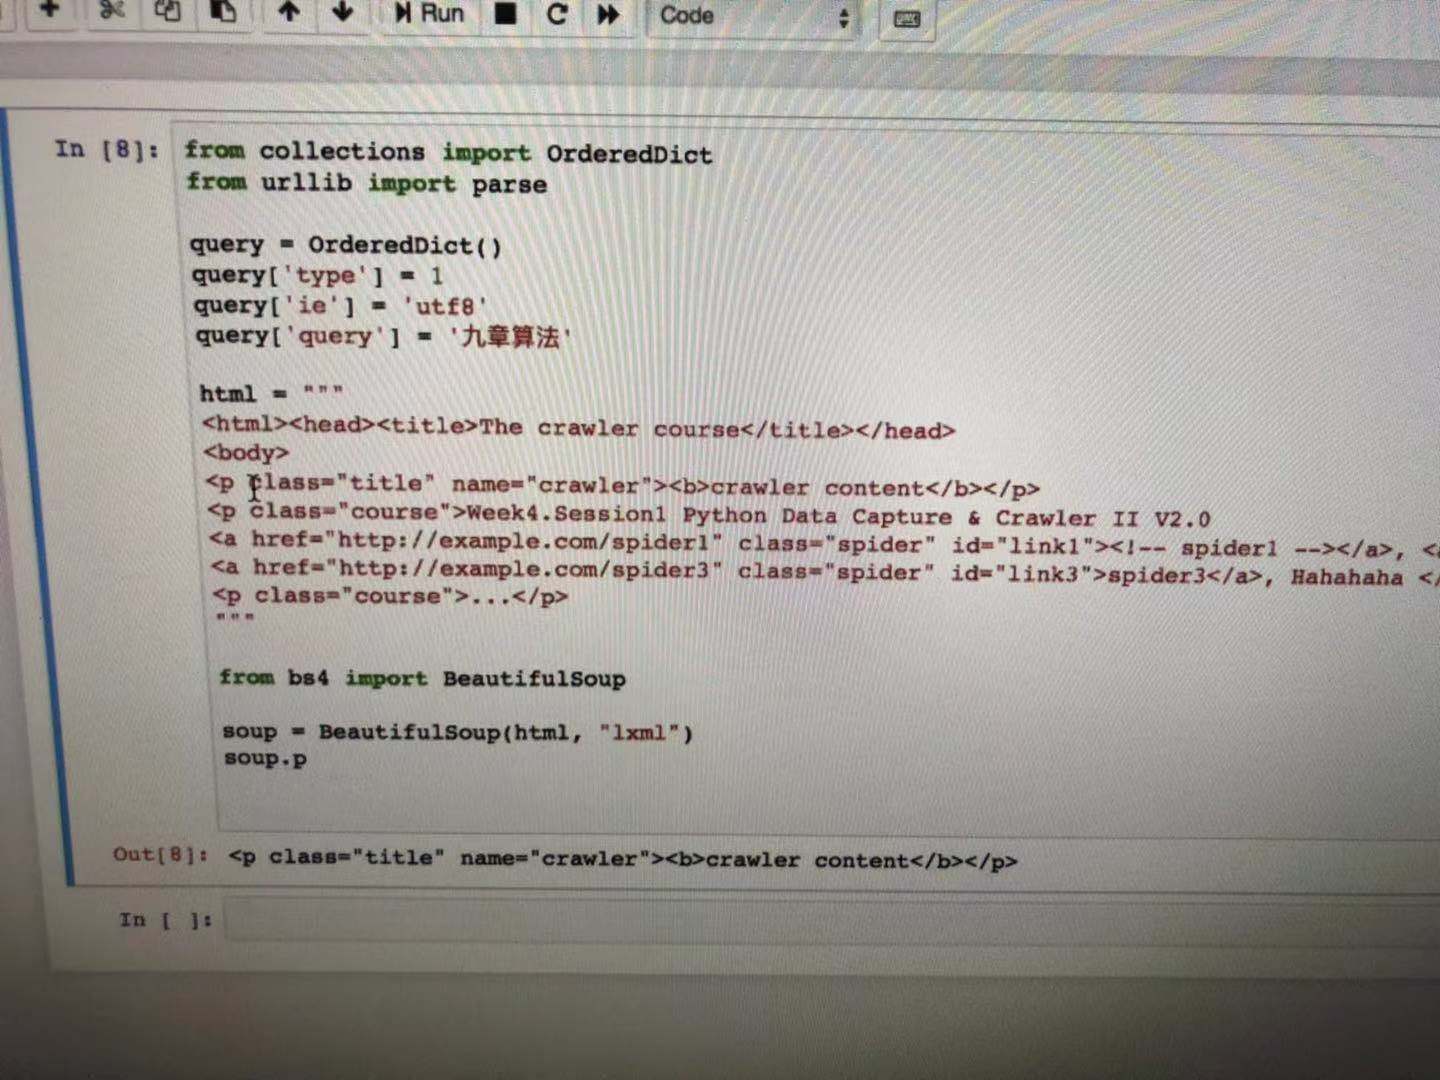 Run
Code
In [8]:
from collections import OrderedDict
from urllib import parse
query = OrderedDict()
query['type'] = 1
query['ie'] = 'utf8'
query['query'] = '九章算法'
html = """
<html><head><title>The crawler course</title></head>
<body>
<p class="title" name="crawler"><b>crawler content</b></p>
<p class="course">Week4.Session1 Python Data Capture & Crawler II V2.0
<a href="http://example.com/spider1" class="spider" id="link1"><!-- spider1 --></a>, <
<a href="http://example.com/spider3" class="spider" id="link3">spider3</a>, Hahahaha </
<p class="course">...</p>
"""
from bs4 import BeautifulSoup
soup = BeautifulSoup(html, "lxml")
soup.p
Out[8]: <p class="title" name="crawler"><b>crawler content</b></p>
In [ ]: